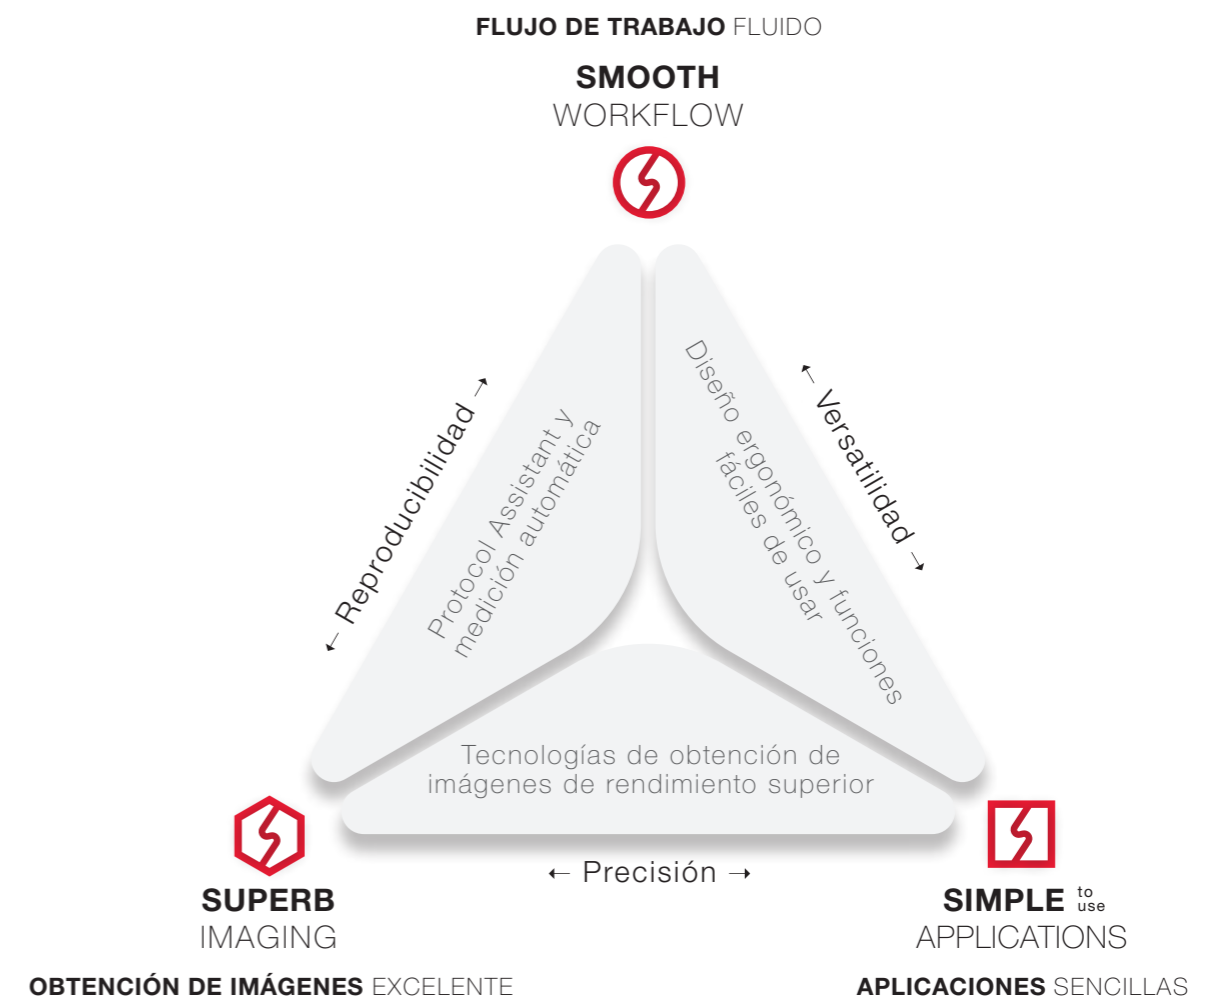 FLUJO DE TRABAJO FLUIDO
SMOOTH
WORKFLOW
← Reproducibilidad →
Protocol Assistant y
medición automática
Diseño ergonómico y funciones
fáciles de usar
← Versatilidad →
Tecnologías de obtención de
imágenes de rendimiento superior
← Precisión →
SUPERB
IMAGING
OBTENCIÓN DE IMÁGENES EXCELENTE
SIMPLE to use
APPLICATIONS
APLICACIONES SENCILLAS